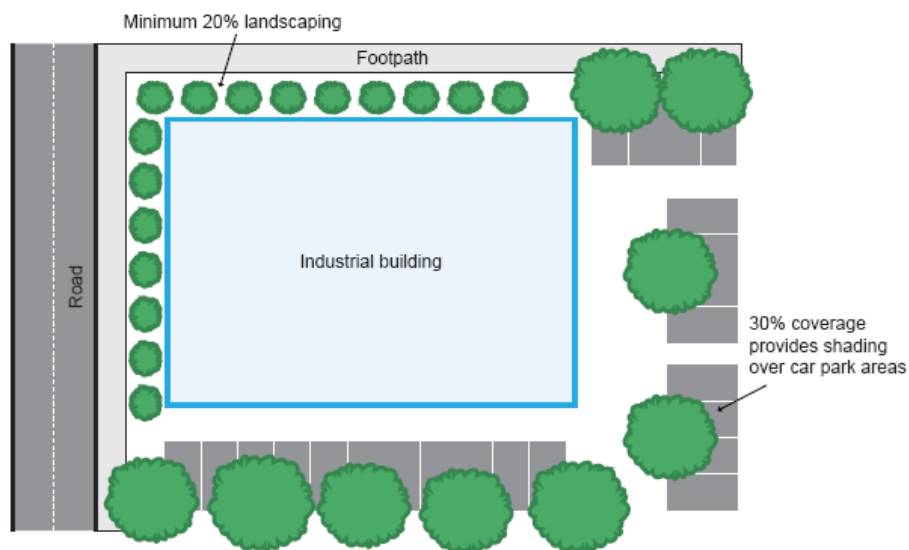 Minimum 20% landscaping
Footpath
Industrial building
Road
30% coverage
provides shading
over car park areas